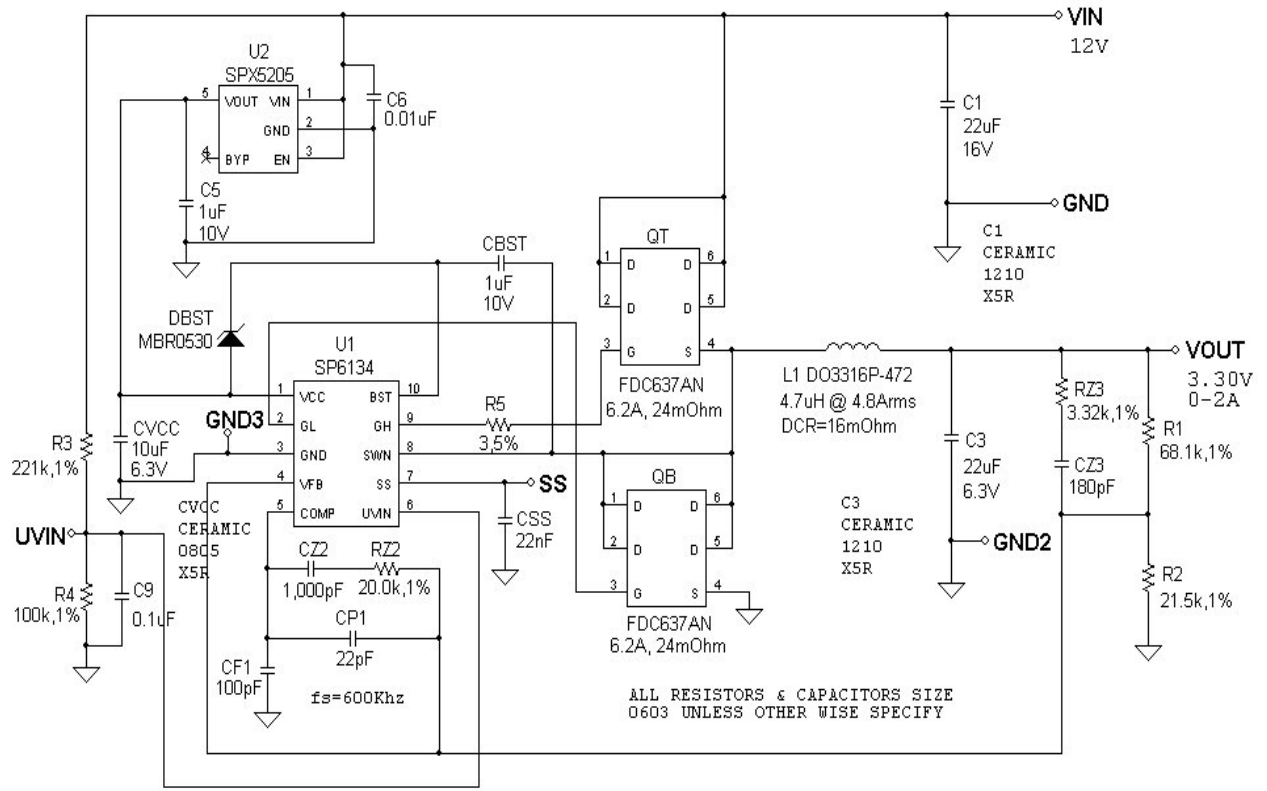 VIN
12V
U2
SPX5205
5 VOUT VIN 1
GND 2
4 BYP EN 3
C6
0.01uF
C1
22uF
16V
GND
C5
1uF
10V
C1
CERAMIC
1210
X5R
CBST
1uF
10V
QT
1 D D 6
2 D D 5
3 G S 4
FDC637AN
6.2A, 24mOhm
DBST
MBR0530
U1
SP6134
1 VCC BST 10
2 GL GH 9
3 GND SWN 8
4 VFB SS 7
5 COMP UVIN 6
R5
3,5%
L1 DO3316P-472
4.7uH @ 4.8Arms
DCR=16mOhm
VOUT
3.30V
0-2A
RZ3
3.32k,1%
R1
68.1k,1%
C3
22uF
6.3V
CZ3
180pF
GND3
R3
221k,1%
CVCC
10uF
6.3V
CVCC
CERAMIC
0805
X5R
SS
CSS
22nF
QB
1 D D 6
2 D D 5
3 G S 4
FDC637AN
6.2A, 24mOhm
C3
CERAMIC
1210
X5R
GND2
R2
21.5k,1%
UVIN
R4
100k,1%
C9
0.1uF
CZ2
1,000pF
RZ2
20.0k,1%
CP1
22pF
CF1
100pF
fs=600Khz
ALL RESISTORS & CAPACITORS SIZE
0603 UNLESS OTHER WISE SPECIFY